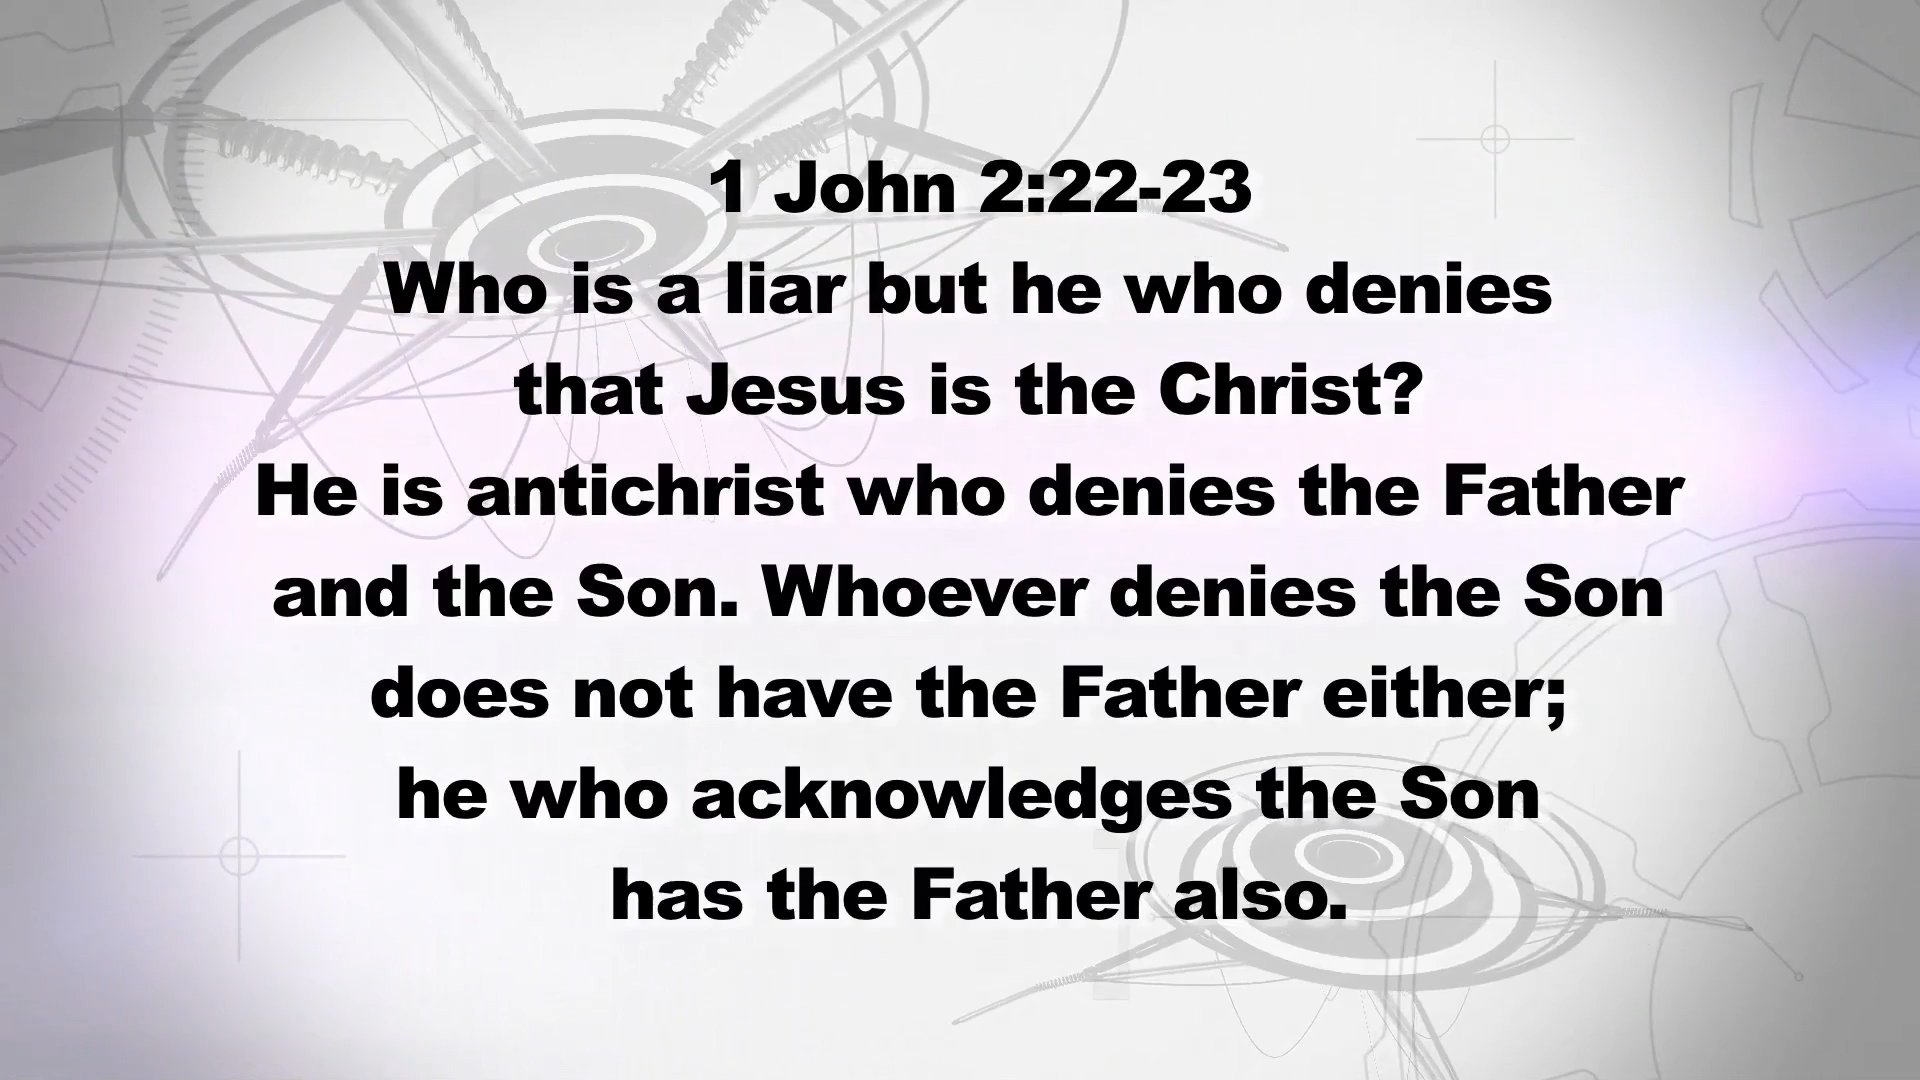 1 John 2:22-23
Who is a liar but he who denies
that Jesus is the Christ?
He is antichrist who denies the Father
and the Son. Whoever denies the Son
does not have the Father either;
he who acknowledges the Son
has the Father also.